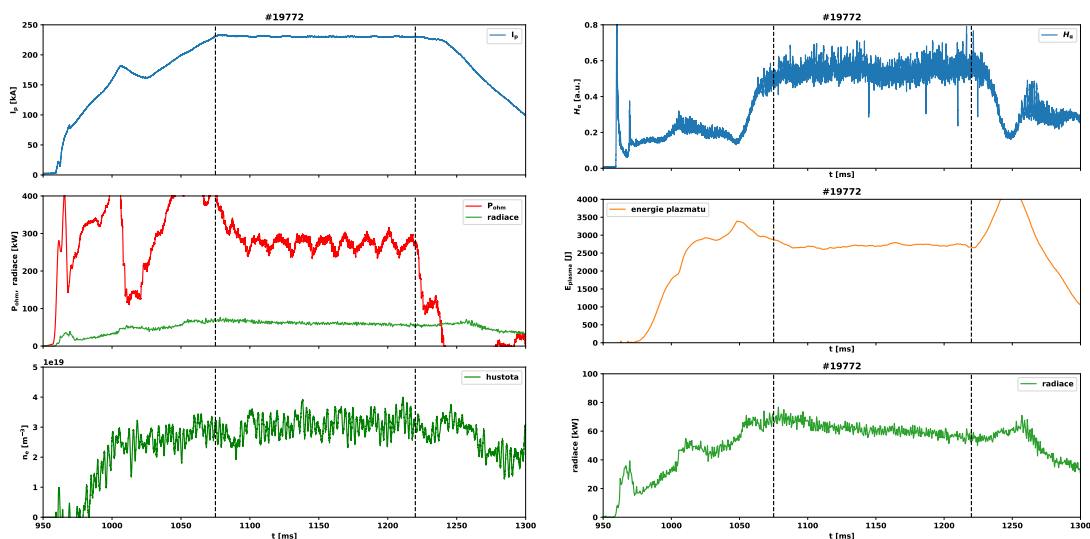 #19772
250
200
150
100
50
0
Iₚ [kA]
Iₚ
400
300
200
100
0
Pₒₕₘ, radiace [kW]
Pₒₕₘ
radiace
1e19
5
4
3
2
1
0
nₑ [m⁻³]
hustota
950 1000 1050 1100 1150 1200 1250 1300
t [ms]
#19772
0.8
0.6
0.4
0.2
0.0
Hₐ [a.u.]
Hₐ
t [ms]
#19772
4000
3500
3000
2500
2000
1500
1000
500
0
Eₚₗₐₛₘₐ [J]
energie plazmatu
t [ms]
#19772
100
80
60
40
20
0
radiace [kW]
radiace
950 1000 1050 1100 1150 1200 1250 1300
t [ms]